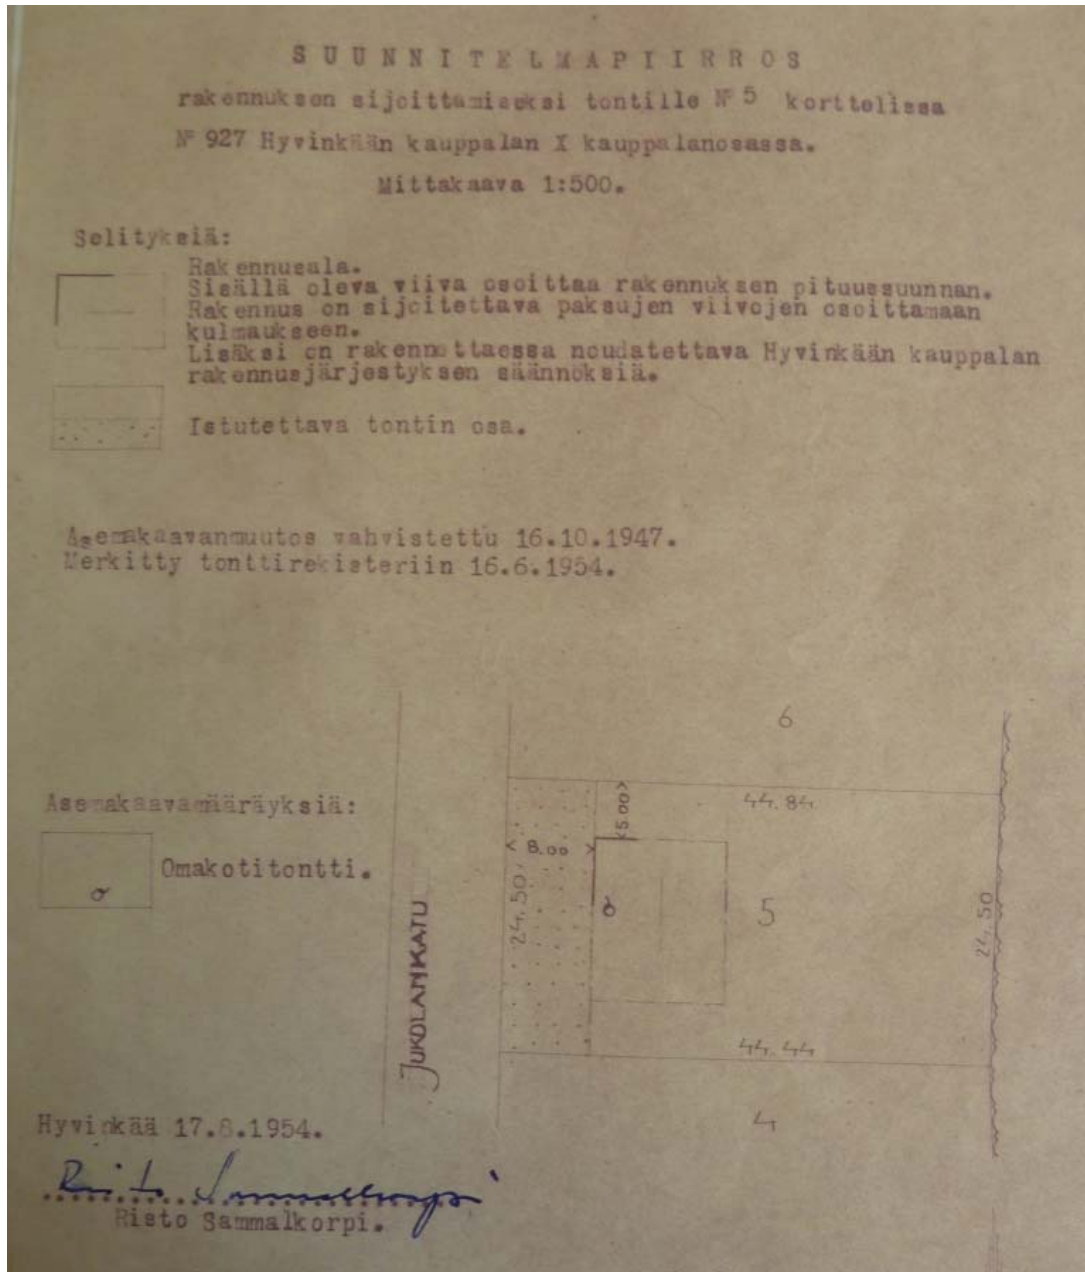 SUUNNITELMAPIIRROS
rakennuksen sijoittamiseksi tontille № 5 korttelissa
№ 927 Hyvinkään kauppalan X kauppalanosassa.
Mittakaava 1:500.
Selityksiä:
Rakennusala.
Sisällä oleva viiva osoittaa rakennuksen pituussuunnan.
Rakennus on sijoitettava paksujen viivojen osoittamaan
kulmaukseen.
Lisäksi on rakennettaessa noudatettava Hyvinkään kauppalan
rakennusjärjestyksen säännöksiä.
Istutettava tontin osa.
Asemakaavanmuutos vahvistettu 16.10.1947.
Merkitty tonttirekisteriin 16.6.1954.
6
Asemakaavamääräyksiä:
44.84
5.00
8.00
Omakotitontti.
o
24.50
o
5
24.50
JUKOLANKATU
44.44
4
Hyvinkää 17.8.1954.
Risto Sammalkorpi
Risto Sammalkorpi.